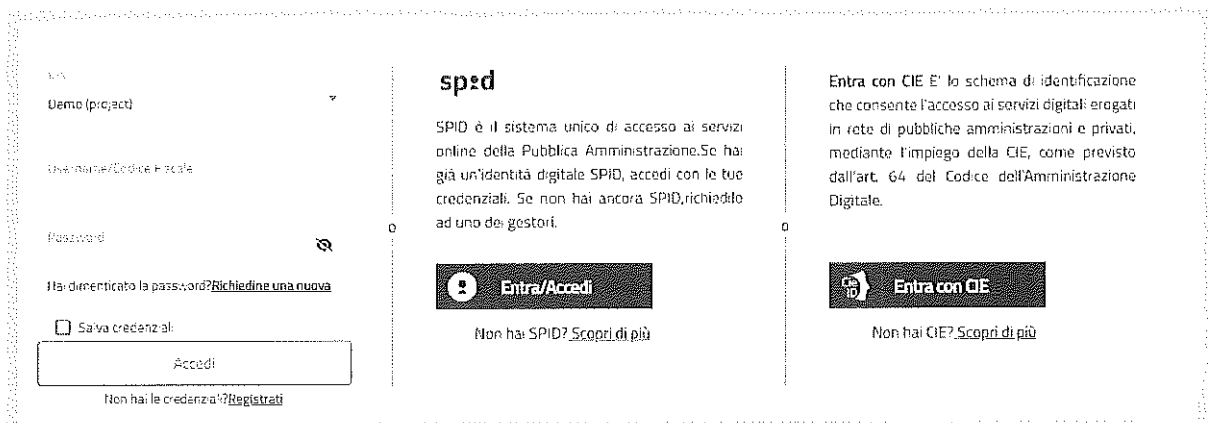 Demo (project)
Username/Codice Fiscale
Password
Hai dimenticato la password?Richiedine una nuova
Salva credenziali
Accedi
Non hai le credenziali?Registrati
o
spid
SPID è il sistema unico di accesso ai servizi
online della Pubblica Amministrazione.Se hai
già un'identità digitale SPID, accedi con le tue
credenziali. Se non hai ancora SPID,richiedilo
ad uno dei gestori.
Entra/Accedi
Non hai SPID? Scopri di più
o
Entra con CIE E' lo schema di identificazione
che consente l'accesso ai servizi digitali erogati
in rete di pubbliche amministrazioni e privati,
mediante l'impiego della CIE, come previsto
dall'art. 64 del Codice dell'Amministrazione
Digitale.
Cie
iD
Entra con CIE
Non hai CIE? Scopri di più